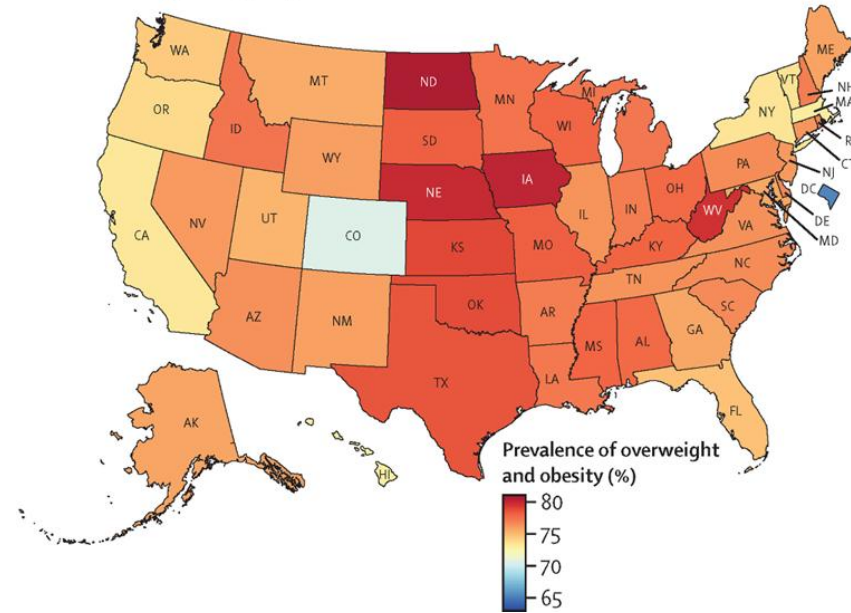 WA
OR
CA
ID
NV
MT
WY
UT
CO
AZ
NM
ND
SD
NE
KS
OK
TX
MN
IA
MO
AR
LA
WI
IL
MI
IN
OH
KY
TN
MS
AL
GA
FL
SC
NC
VA
WV
PA
NY
VT
ME
NH
MA
R
CT
NJ
DC
DE
MD
AK
HI
Prevalence of overweight
and obesity (%)
80
75
70
65